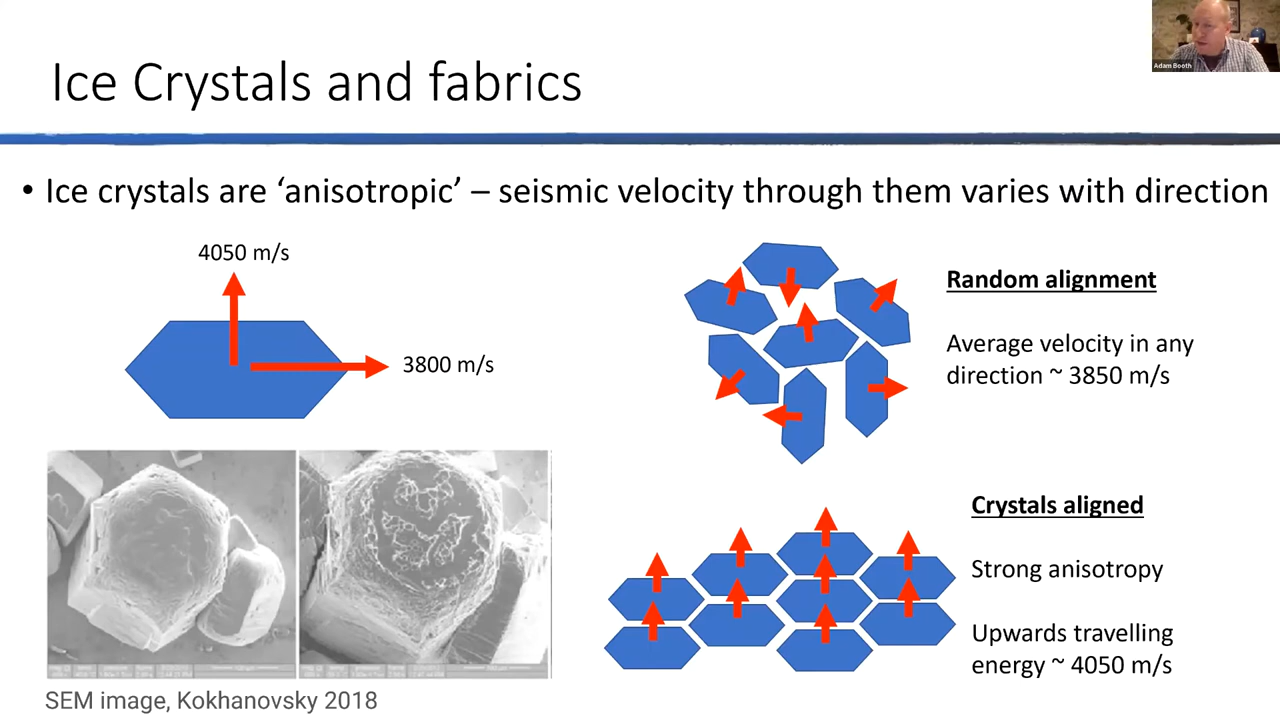 Adam Booth
Ice Crystals and fabrics
• Ice crystals are ‘anisotropic’ – seismic velocity through them varies with direction
4050 m/s
3800 m/s
Random alignment
Average velocity in any
direction ~ 3850 m/s
Crystals aligned
Strong anisotropy
Upwards travelling
energy ~ 4050 m/s
SEM image, Kokhanovsky 2018